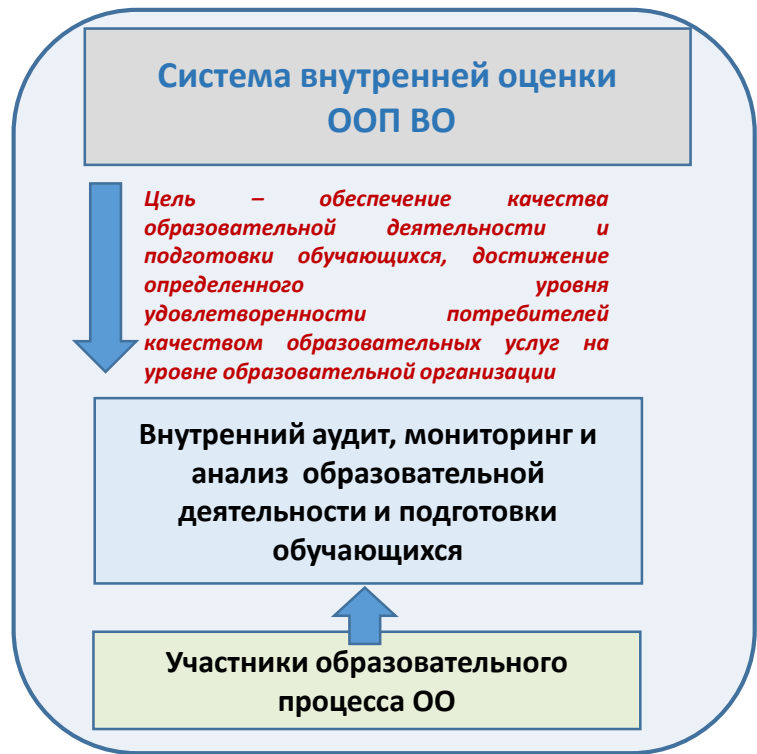 Система внутренней оценки
ООП ВО
Цель – обеспечение качества
образовательной деятельности и
подготовки обучающихся, достижение
определенного уровня
удовлетворенности потребителей
качеством образовательных услуг на
уровне образовательной организации
Внутренний аудит, мониторинг и
анализ образовательной
деятельности и подготовки
обучающихся
Участники образовательного
процесса ОО